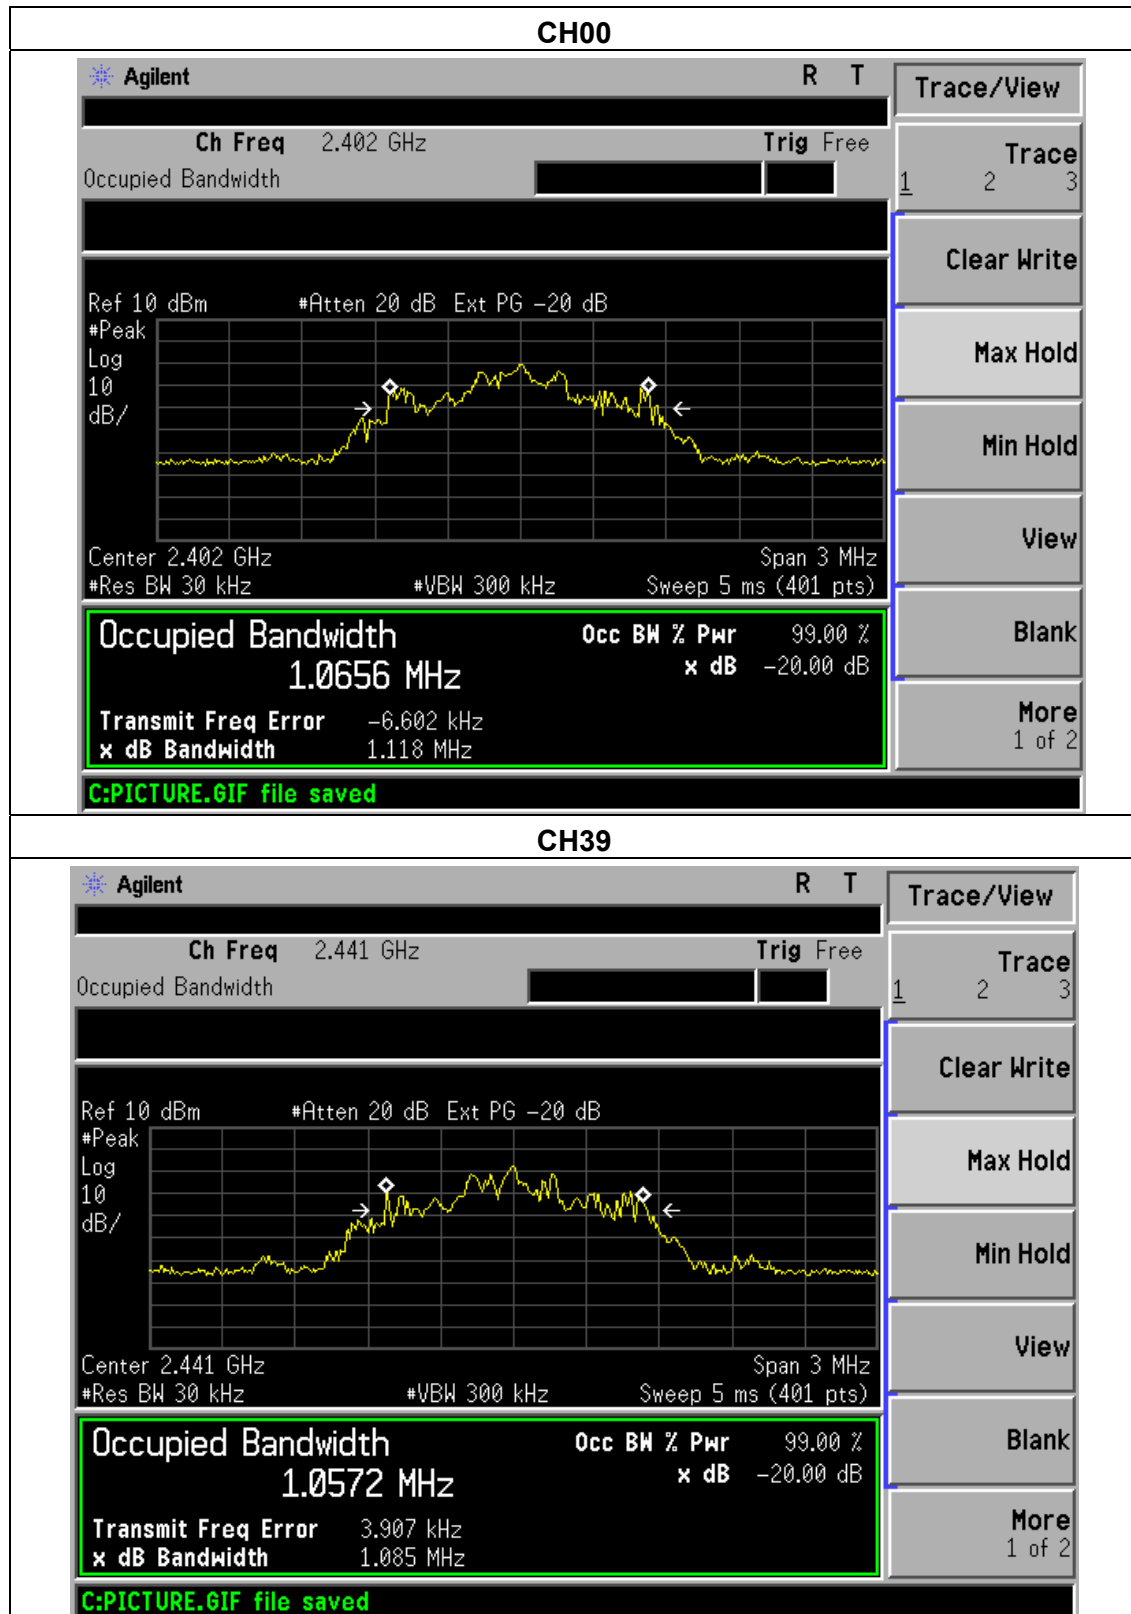 CH00
Agilent R T
Trace/View
Ch Freq 2.402 GHz Trig Free
Occupied Bandwidth
Trace
1 2 3
Clear Write
Ref 10 dBm #Atten 20 dB Ext PG -20 dB
#Peak
Log
10
dB/
Max Hold
Min Hold
View
Center 2.402 GHz Span 3 MHz
#Res BW 30 kHz #VBW 300 kHz Sweep 5 ms (401 pts)
Occupied Bandwidth Occ BW % Pwr 99.00 %
1.0656 MHz x dB -20.00 dB
Blank
Transmit Freq Error -6.602 kHz
x dB Bandwidth 1.118 MHz
More
1 of 2
C:PICTURE.GIF file saved
CH39
Agilent R T
Trace/View
Ch Freq 2.441 GHz Trig Free
Occupied Bandwidth
Trace
1 2 3
Clear Write
Ref 10 dBm #Atten 20 dB Ext PG -20 dB
#Peak
Log
10
dB/
Max Hold
Min Hold
View
Center 2.441 GHz Span 3 MHz
#Res BW 30 kHz #VBW 300 kHz Sweep 5 ms (401 pts)
Occupied Bandwidth Occ BW % Pwr 99.00 %
1.0572 MHz x dB -20.00 dB
Blank
Transmit Freq Error 3.907 kHz
x dB Bandwidth 1.085 MHz
More
1 of 2
C:PICTURE.GIF file saved